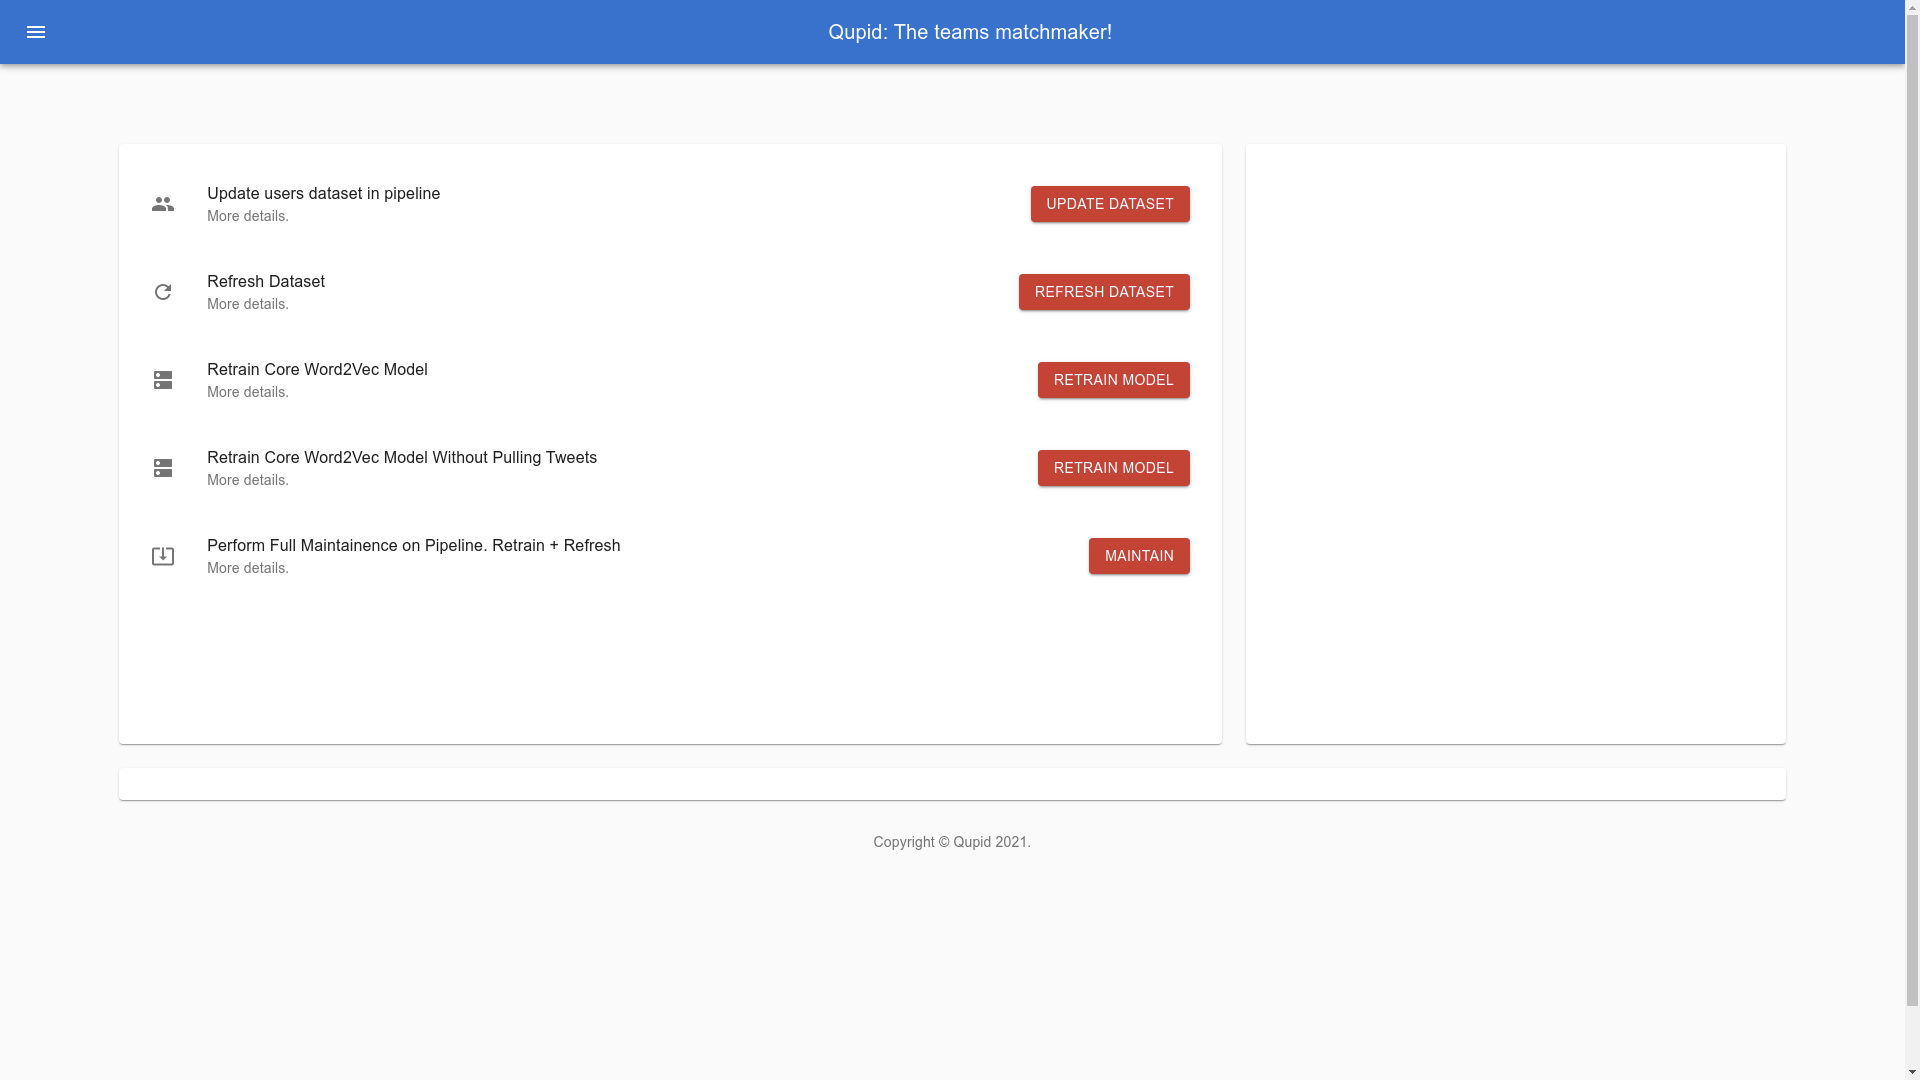 Qupid: The teams matchmaker!
Update users dataset in pipeline
More details.
UPDATE DATASET
Refresh Dataset
More details.
REFRESH DATASET
Retrain Core Word2Vec Model
More details.
RETRAIN MODEL
Retrain Core Word2Vec Model Without Pulling Tweets
More details.
RETRAIN MODEL
Perform Full Maintainence on Pipeline. Retrain + Refresh
More details.
MAINTAIN
Copyright © Qupid 2021.